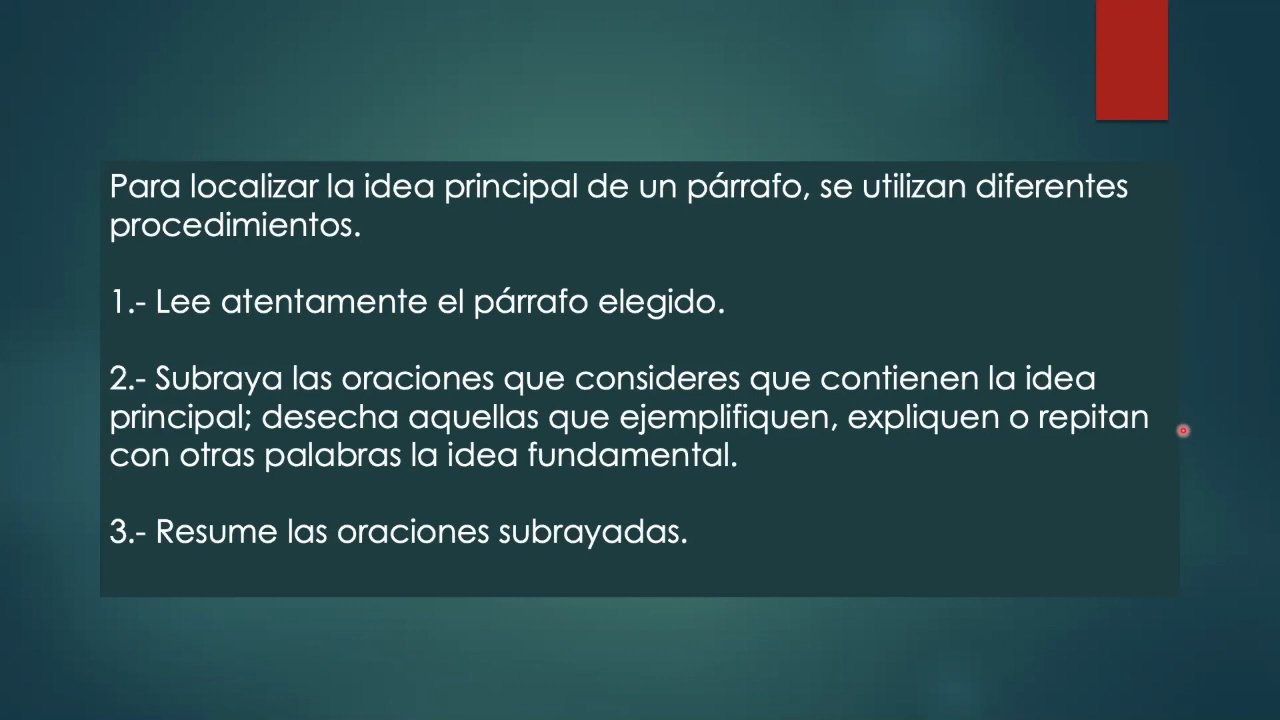 Para localizar la idea principal de un párrafo, se utilizan diferentes
procedimientos.
1.- Lee atentamente el párrafo elegido.
2.- Subraya las oraciones que consideres que contienen la idea
principal; desecha aquellas que ejemplifiquen, expliquen o repitan
con otras palabras la idea fundamental.
3.- Resume las oraciones subrayadas.